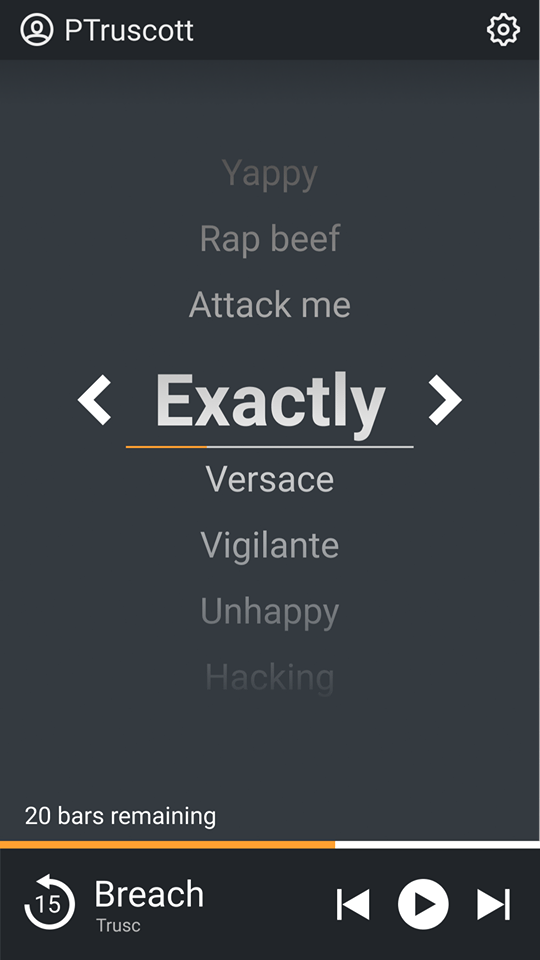 PTruscott
Yappy
Rap beef
Attack me
Exactly
Versace
Vigilante
Unhappy
Hacking
20 bars remaining
15
Breach
Trusc